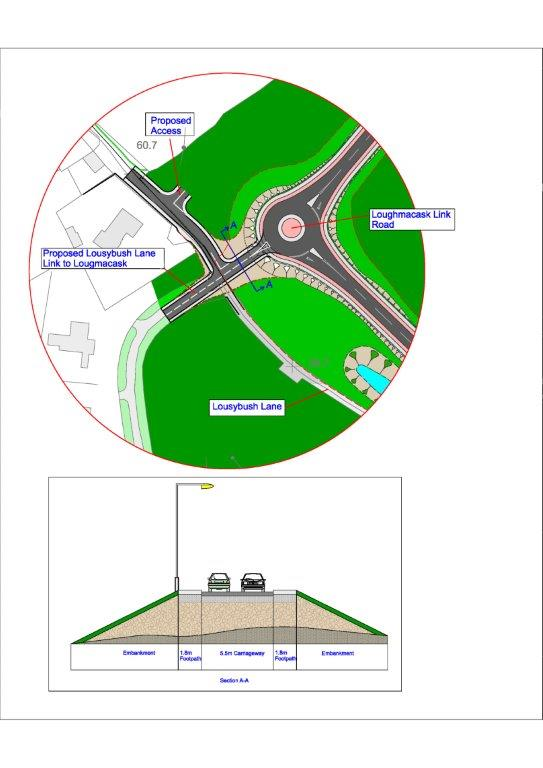 Proposed
Access
60.7
A
Loughmacask Link
Road
Proposed Lousybush Lane
Link to Lougmacask
A
Lousybush Lane
Embankment
1.8m
Footpath
5.5m Carriageway
1.8m
Footpath
Embankment
Section A-A